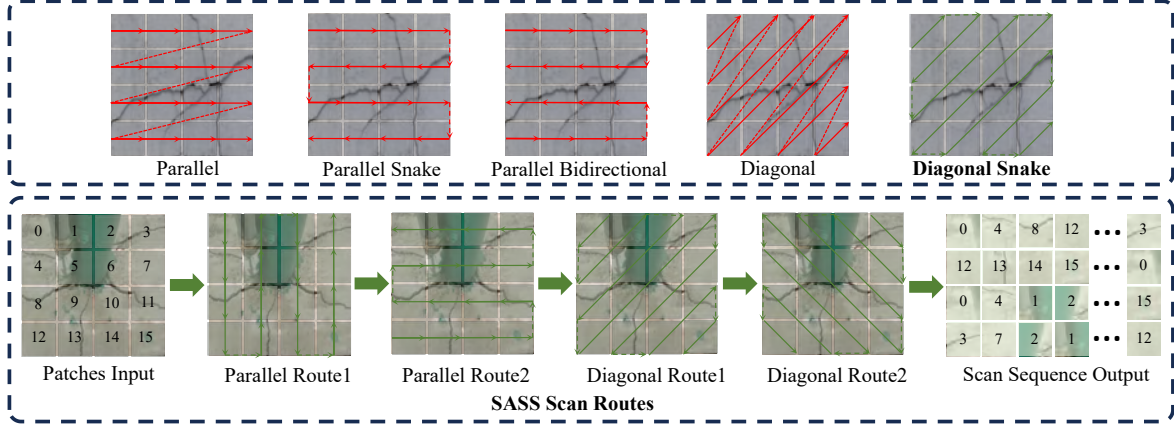 Parallel
Parallel Snake
Parallel Bidirectional
Diagonal
Diagonal Snake
0 1 2 3
4 5 6 7
8 9 10 11
12 13 14 15
Patches Input
Parallel Route1
Parallel Route2
Diagonal Route1
Diagonal Route2
0 4 8 12 ••• 3
12 13 14 15 ••• 0
0 4 1 2 ••• 15
3 7 2 1 ••• 12
Scan Sequence Output
SASS Scan Routes